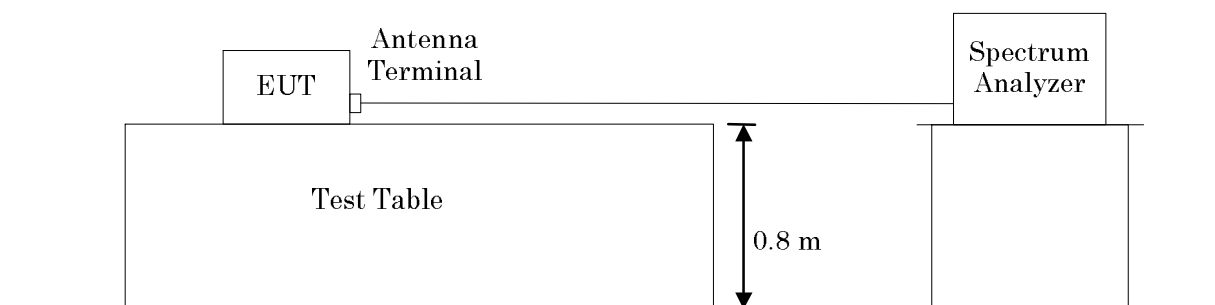 EUT
Antenna
Terminal
Spectrum
Analyzer
Test Table
0.8 m